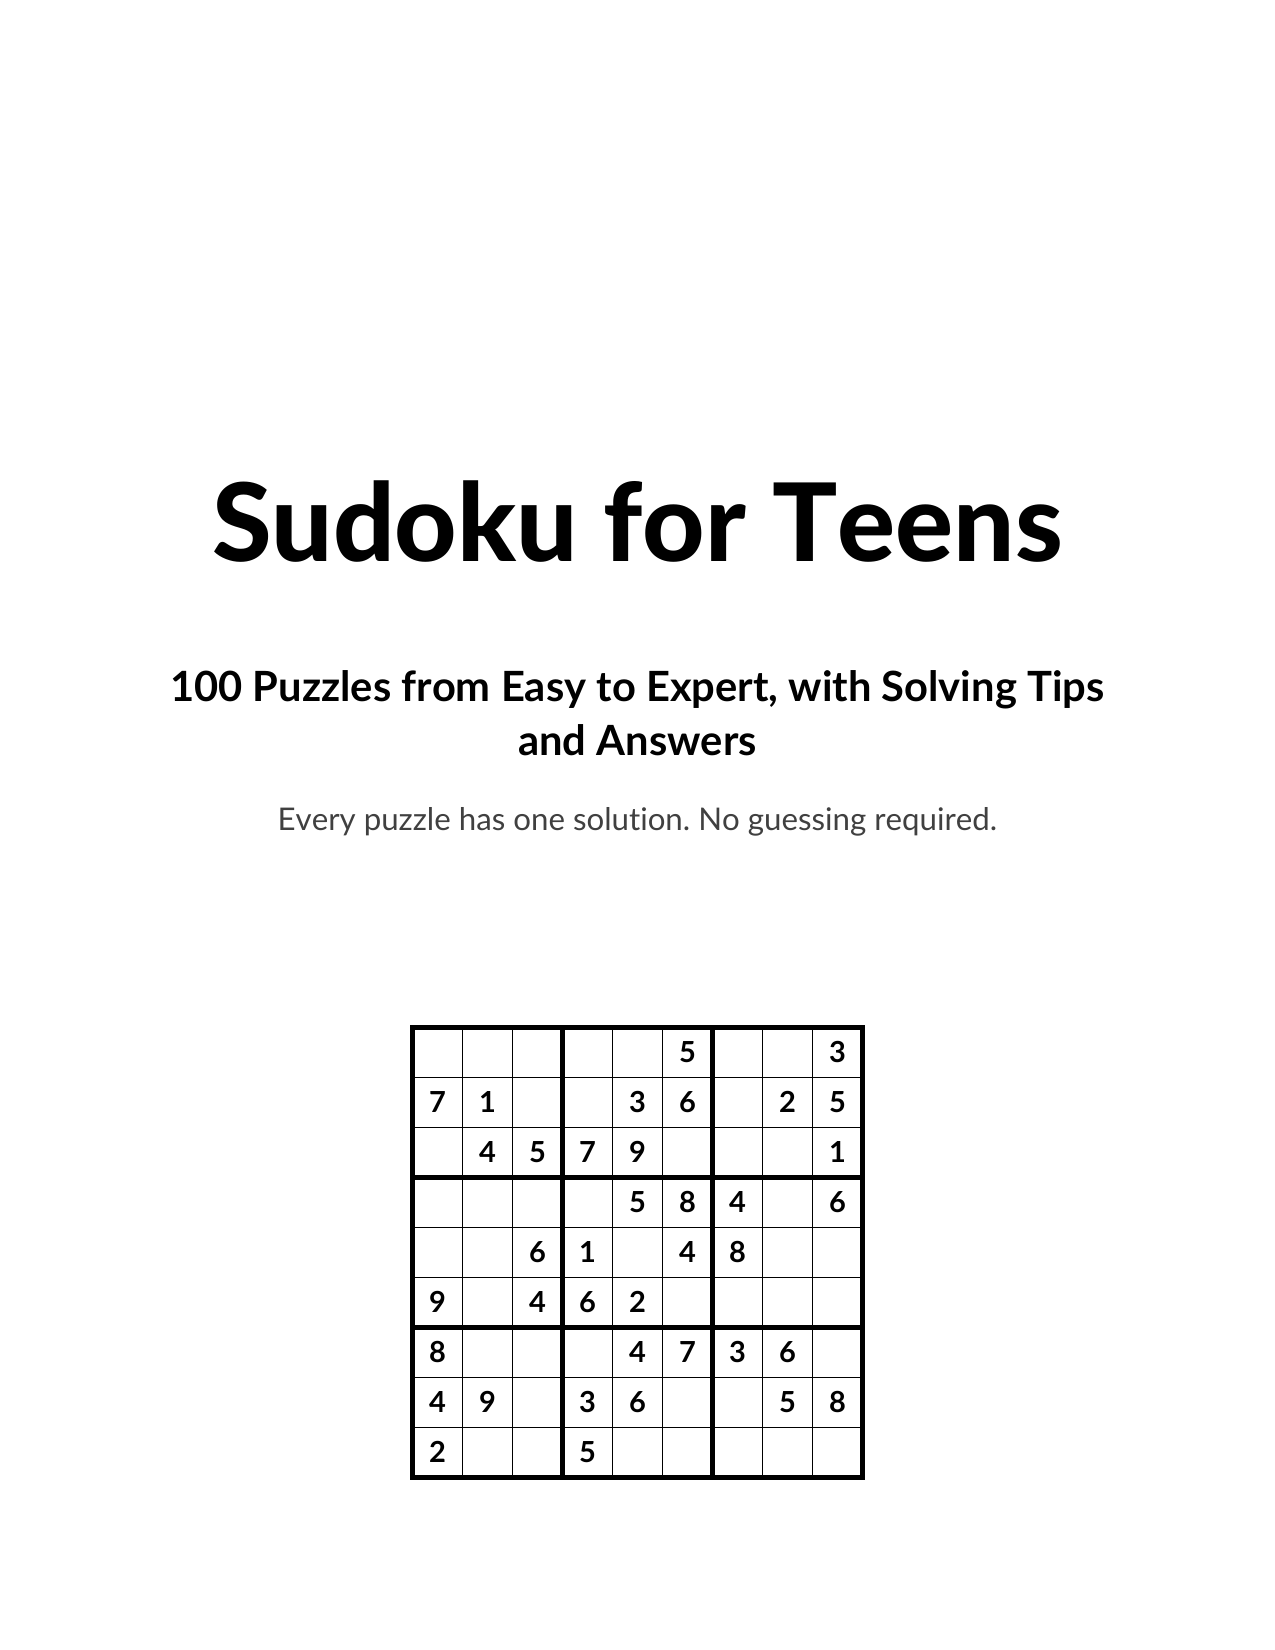 Sudoku for Teens
100 Puzzles from Easy to Expert, with Solving Tips
and Answers
Every puzzle has one solution. No guessing required.
5 3
7 1 3 6 2 5
4 5 7 9 1
5 8 4 6
6 1 4 8
9 4 6 2
8 4 7 3 6
4 9 3 6 5 8
2 5